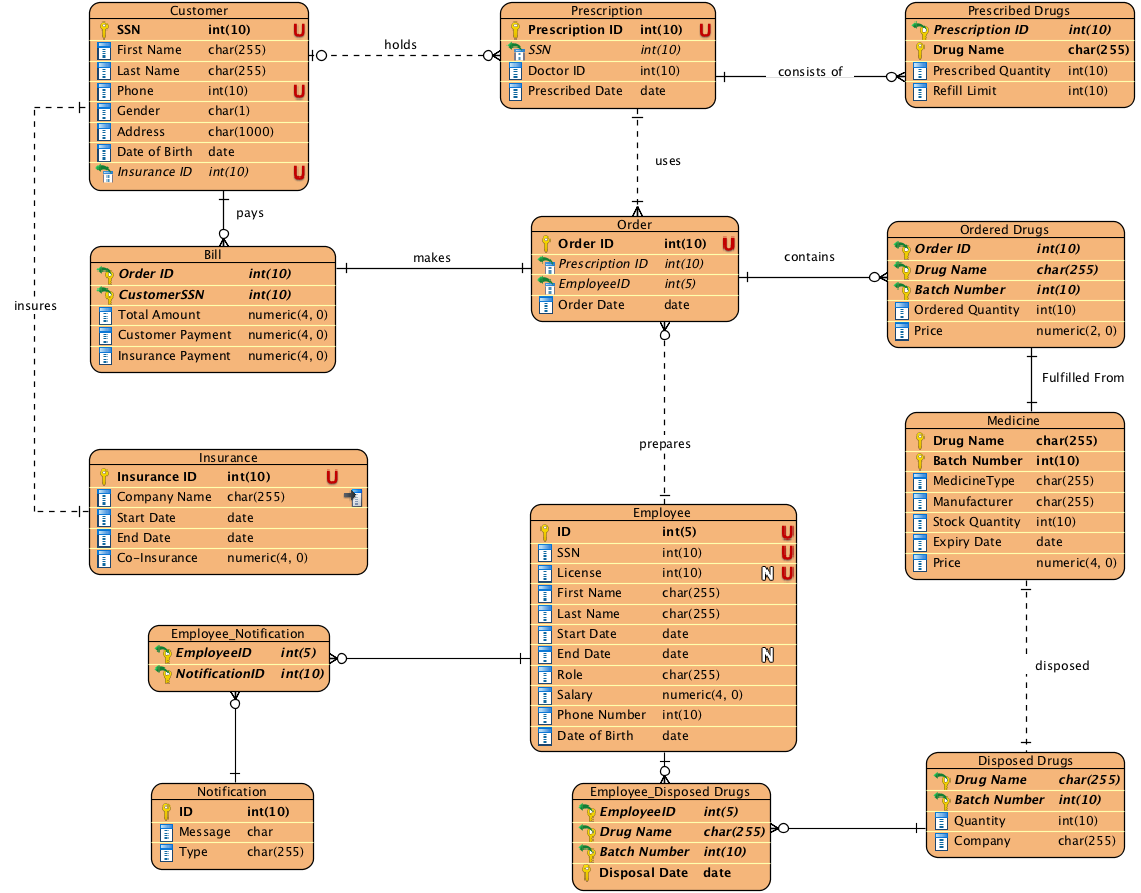 Customer
SSN int(10) U
First Name char(255)
Last Name char(255)
Phone int(10) U
Gender char(1)
Address char(1000)
Date of Birth date
Insurance ID int(10) U
holds
Prescription
Prescription ID int(10) U
SSN int(10)
Doctor ID int(10)
Prescribed Date date
consists of
Prescribed Drugs
Prescription ID int(10)
Drug Name char(255)
Prescribed Quantity int(10)
Refill Limit int(10)
uses
pays
Bill
Order ID int(10)
CustomerSSN int(10)
Total Amount numeric(4, 0)
Customer Payment numeric(4, 0)
Insurance Payment numeric(4, 0)
makes
Order
Order ID int(10) U
Prescription ID int(10)
EmployeeID int(5)
Order Date date
contains
Ordered Drugs
Order ID int(10)
Drug Name char(255)
Batch Number int(10)
Ordered Quantity int(10)
Price numeric(2, 0)
insures
Fulfilled From
prepares
Medicine
Drug Name char(255)
Batch Number int(10)
MedicineType char(255)
Manufacturer char(255)
Stock Quantity int(10)
Expiry Date date
Price numeric(4, 0)
Insurance
Insurance ID int(10) U
Company Name char(255)
Start Date date
End Date date
Co-Insurance numeric(4, 0)
Employee
ID int(5) U
SSN int(10) U
License int(10) N U
First Name char(255)
Last Name char(255)
Start Date date
End Date date N
Role char(255)
Salary numeric(4, 0)
Phone Number int(10)
Date of Birth date
Employee_Notification
EmployeeID int(5)
NotificationID int(10)
disposed
Notification
ID int(10)
Message char
Type char(255)
Employee_Disposed Drugs
EmployeeID int(5)
Drug Name char(255)
Batch Number int(10)
Disposal Date date
Disposed Drugs
Drug Name char(255)
Batch Number int(10)
Quantity int(10)
Company char(255)